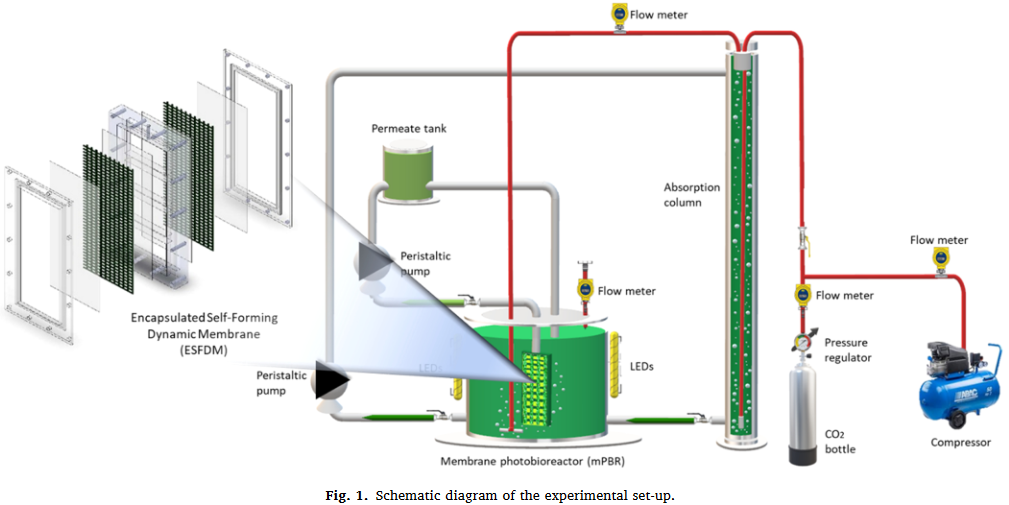 Flow meter
Permeate tank
Absorption
column
Flow meter
Peristaltic
pump
Flow meter
Flow meter
Encapsulated Self-Forming
Dynamic Membrane
(ESFDM)
Pressure
regulator
LEDs
LEDs
Peristaltic
pump
CO2
bottle
Compressor
Membrane photobioreactor (mPBR)
Fig. 1. Schematic diagram of the experimental set-up.